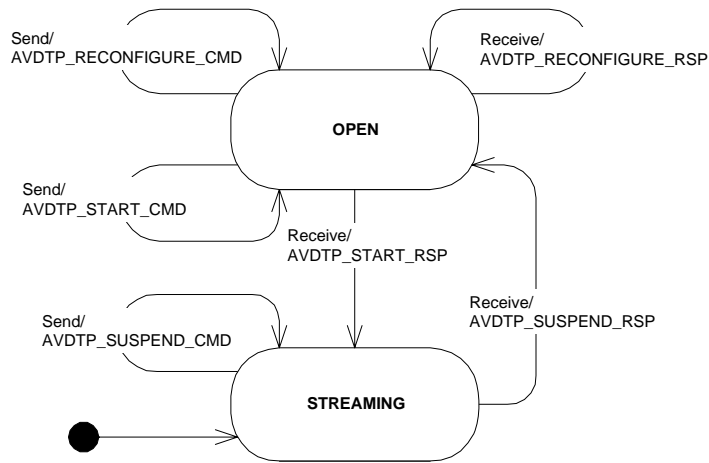 Send/
AVDTP_RECONFIGURE_CMD
Receive/
AVDTP_RECONFIGURE_RSP
OPEN
Send/
AVDTP_START_CMD
Receive/
AVDTP_START_RSP
Send/
AVDTP_SUSPEND_CMD
Receive/
AVDTP_SUSPEND_RSP
STREAMING